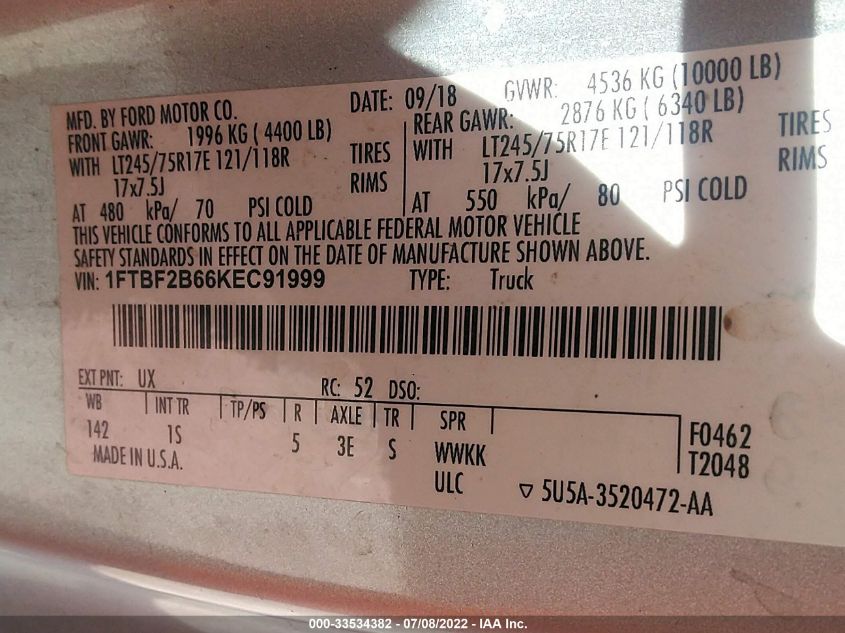 MFD. BY FORD MOTOR CO. DATE: 09/18 GVWR: 4536 KG (10000 LB)
FRONT GAWR: 1996 KG ( 4400 LB) REAR GAWR: 2876 KG ( 6340 LB)
WITH LT245/75R17E 121/118R TIRES WITH LT245/75R17E 121/118R TIRES
17x7.5J RIMS 17x7.5J RIMS
AT 480 kPa/ 70 PSI COLD AT 550 kPa/ 80 PSI COLD
THIS VEHICLE CONFORMS TO ALL APPLICABLE FEDERAL MOTOR VEHICLE
SAFETY STANDARDS IN EFFECT ON THE DATE OF MANUFACTURE SHOWN ABOVE.
VIN: 1FTBF2B66KEC91999 TYPE: Truck
EXT PNT: UX RC: 52 DSO:
WB INT TR TP/PS R AXLE TR SPR
142 1S 5 3E S WWKK F0462
MADE IN U.S.A. ULC T2048
5U5A-3520472-AA
000-33534382 - 07/08/2022 - IAA Inc.